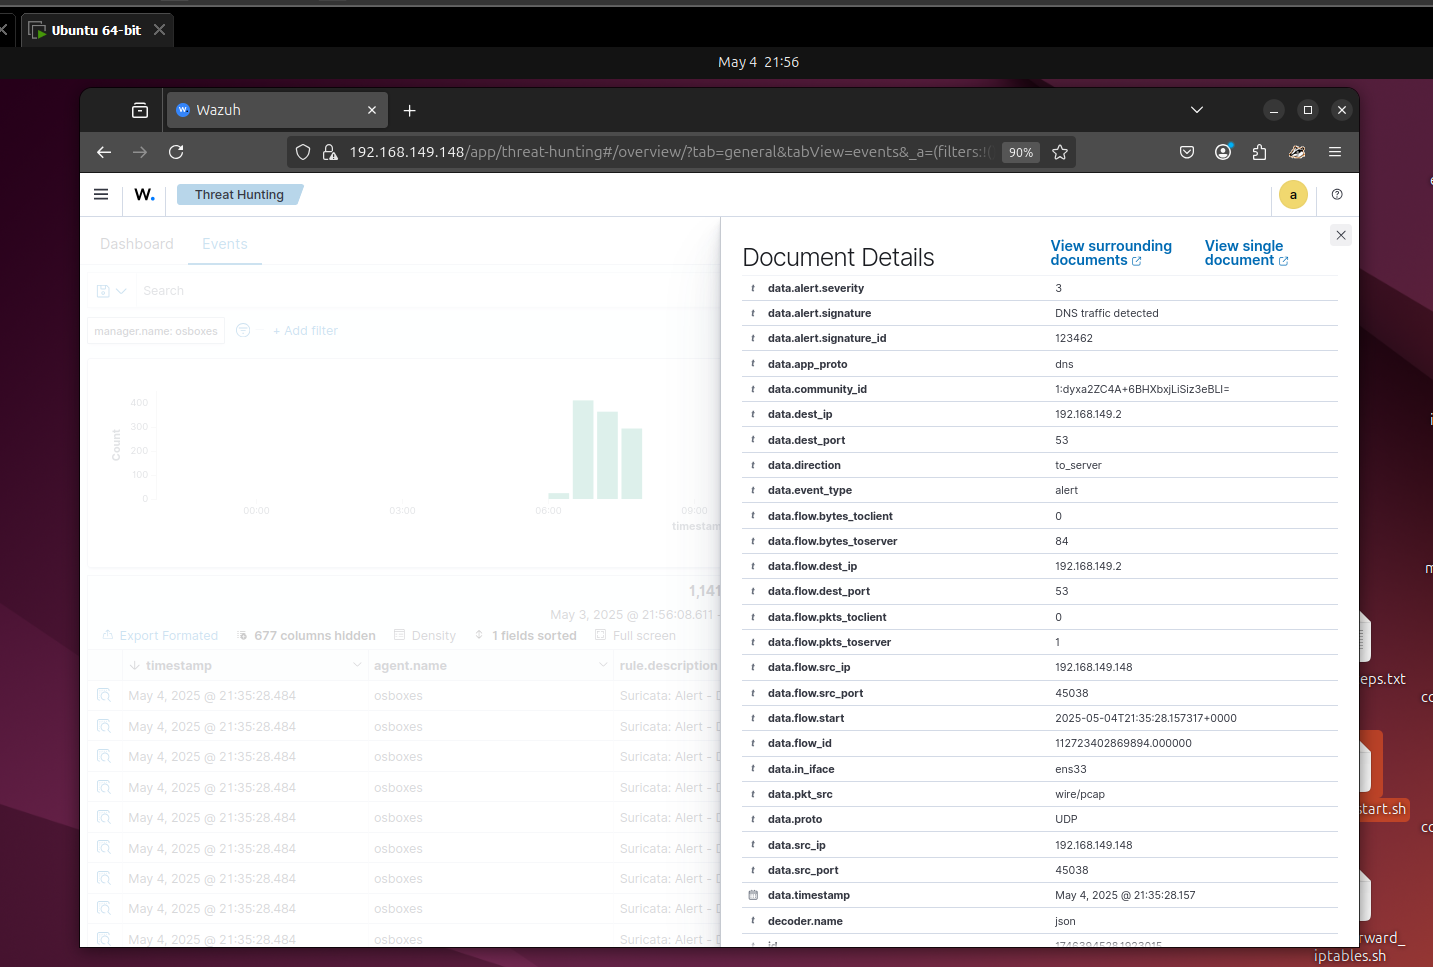 Ubuntu 64-bit
May 4 21:56
Wazuh
192.168.149.148/app/threat-hunting#/overview/?tab=general&tabView=events&_a=(filters:!(
90%
W.
Threat Hunting
a
Dashboard
Events
Search
manager.name: osboxes
+ Add filter
400
300
200
100
0
Count
00:00
03:00
06:00
09:00
timestam
1,141
May 3, 2025 @ 21:56:08.611 -
Export Formated
677 columns hidden
Density
1 fields sorted
Full screen
timestamp
agent.name
rule.description
May 4, 2025 @ 21:35:28.484 osboxes Suricata: Alert - D
May 4, 2025 @ 21:35:28.484 osboxes Suricata: Alert - D
May 4, 2025 @ 21:35:28.484 osboxes Suricata: Alert - D
May 4, 2025 @ 21:35:28.484 osboxes Suricata: Alert - D
May 4, 2025 @ 21:35:28.484 osboxes Suricata: Alert - D
May 4, 2025 @ 21:35:28.484 osboxes Suricata: Alert - D
May 4, 2025 @ 21:35:28.484 osboxes Suricata: Alert - D
May 4, 2025 @ 21:35:28.484 osboxes Suricata: Alert - D
May 4, 2025 @ 21:35:28.484 osboxes Suricata: Alert - D
Document Details
View surrounding
documents
View single
document
t data.alert.severity 3
t data.alert.signature DNS traffic detected
t data.alert.signature_id 123462
t data.app_proto dns
t data.community_id 1:dyxa2ZC4A+6BHXbxjLiSiz3eBLI=
t data.dest_ip 192.168.149.2
t data.dest_port 53
t data.direction to_server
t data.event_type alert
t data.flow.bytes_toclient 0
t data.flow.bytes_toserver 84
t data.flow.dest_ip 192.168.149.2
t data.flow.dest_port 53
t data.flow.pkts_toclient 0
t data.flow.pkts_toserver 1
t data.flow.src_ip 192.168.149.148
t data.flow.src_port 45038
t data.flow.start 2025-05-04T21:35:28.157317+0000
t data.flow_id 112723402869894.000000
t data.in_iface ens33
t data.pkt_src wire/pcap
t data.proto UDP
t data.src_ip 192.168.149.148
t data.src_port 45038
data.timestamp May 4, 2025 @ 21:35:28.157
t decoder.name json
t id
eps.txt
start.sh
rward_
iptables.sh